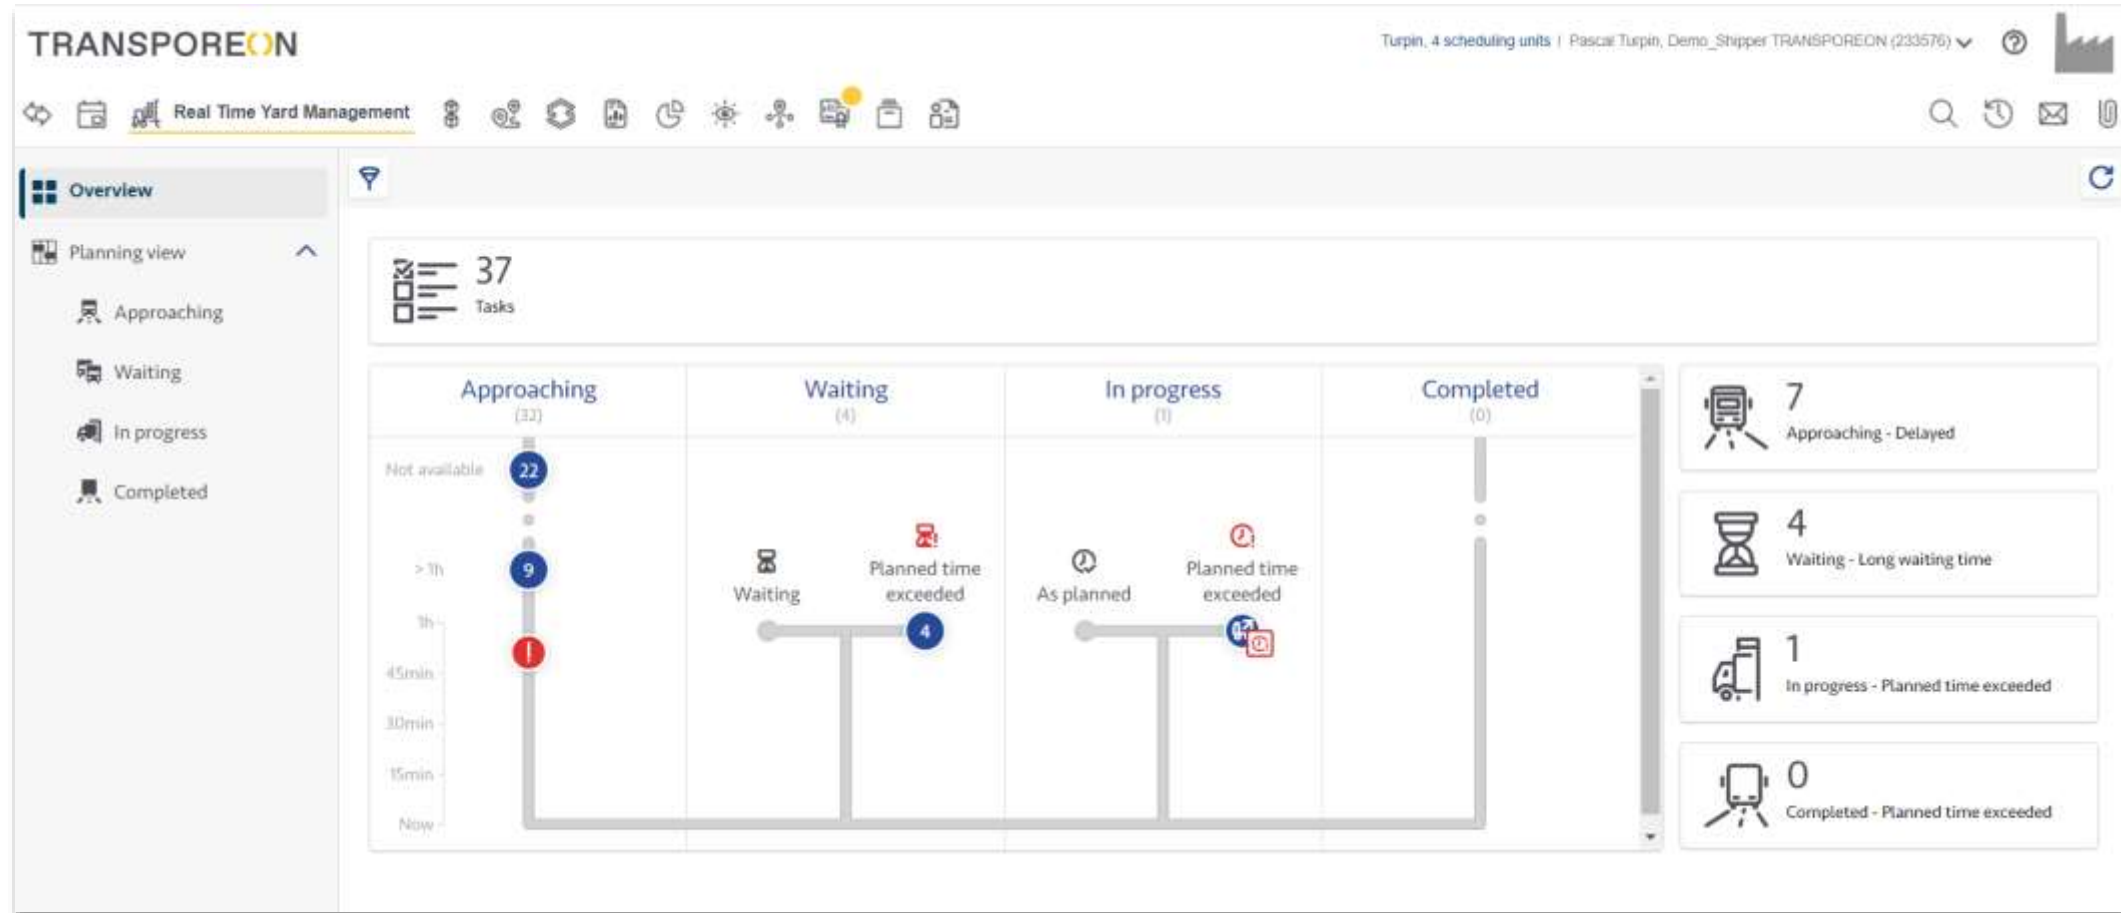 TRANSPOREON
Turpin, 4 scheduling units | Pascal Turpin, Demo_Shipper TRANSPOREON (233576)
Real Time Yard Management
Overview
Planning view
Approaching
Waiting
In progress
Completed
37
Tasks
Approaching
(32)
Waiting
(4)
In progress
(1)
Completed
(0)
Not available
22
> 1h
9
1h
45min
30min
15min
Now
Waiting
Planned time
exceeded
4
As planned
Planned time
exceeded
7
Approaching - Delayed
4
Waiting - Long waiting time
1
In progress - Planned time exceeded
0
Completed - Planned time exceeded